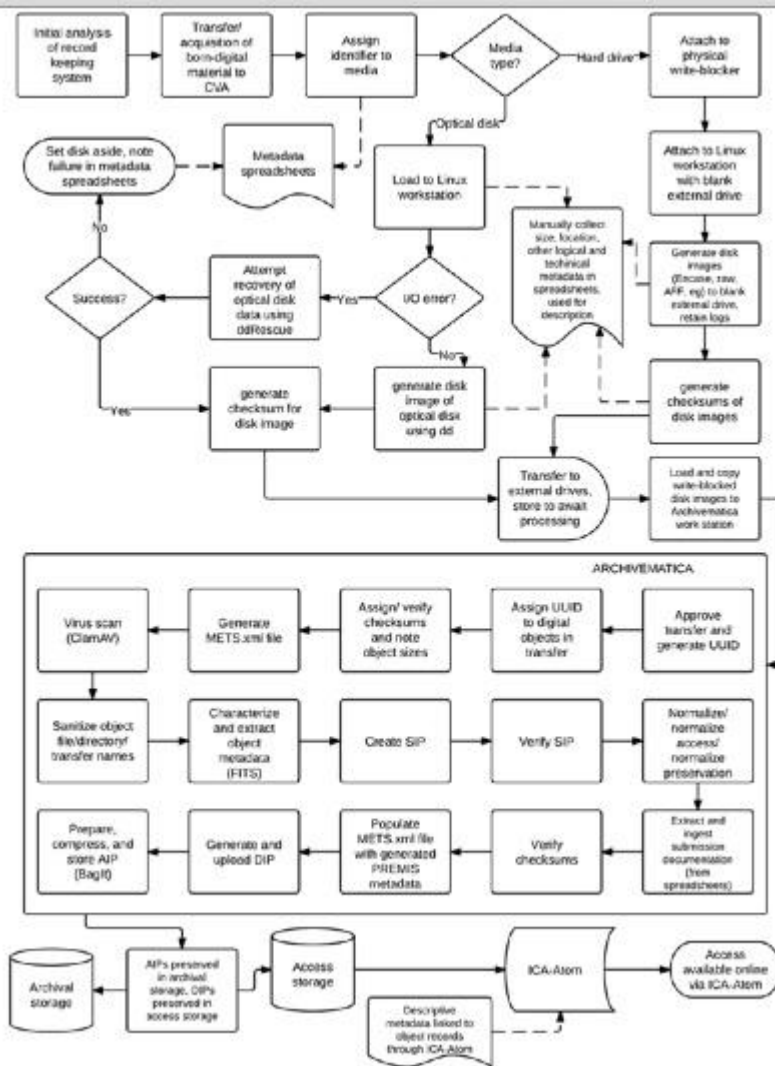 Initial analysis
of record
keeping
system
Transfer/
acquisition of
born-digital
material to
CVA
Assign
identifier to
media
Media
type?
Hard drive
Attach to
physical
write-blocker
Optical disk
Set disk aside, note
failure in metadata
spreadsheets
Metadata
spreadsheets
Load to Linux
workstation
Attach to Linux
workstation
with blank
external drive
Manually collect
size, location,
other logical and
techinical
metadata in
spreadsheets,
used for
description
No
Success?
Attempt
recovery of
optical disk
data using
ddRescue
Yes
I/O error?
Generate disk
images
(Encase, raw,
AFF, eg) to blank
external drive,
retain logs
No
Yes
generate
checksum for
disk image
generate disk
image of
optical disk
using dd
generate
checksums of
disk images
Transfer to
external drives,
store to await
processing
Load and copy
write-blocked
disk images to
Archivematica
work station
ARCHIVEMATICA
Virus scan
(ClamAV)
Generate
METS.xml file
Assign/ verify
checksums
and note
object sizes
Assign UUID
to digital
objects in
transfer
Approve
transfer and
generate UUID
Sanitize object
file/directory/
transfer names
Characterize
and extract
object
metadata
(FITS)
Create SIP
Verify SIP
Normalize/
normalize
access/
normalize
preservation
Prepare,
compress, and
store AIP
(BagIt)
Generate and
upload DIP
Populate
METS.xml file
with generated
PREMIS
metadata
Verify
checksums
Extract and
ingest
submission
documentation
(from
spreadsheets)
Archival
storage
AIPs preserved
in archival
storage, DIPs
preserved in
access storage
Access
storage
ICA-Atom
Access
available online
via ICA-Atom
Descriptive
metadata linked to
object records
through ICA-Atom